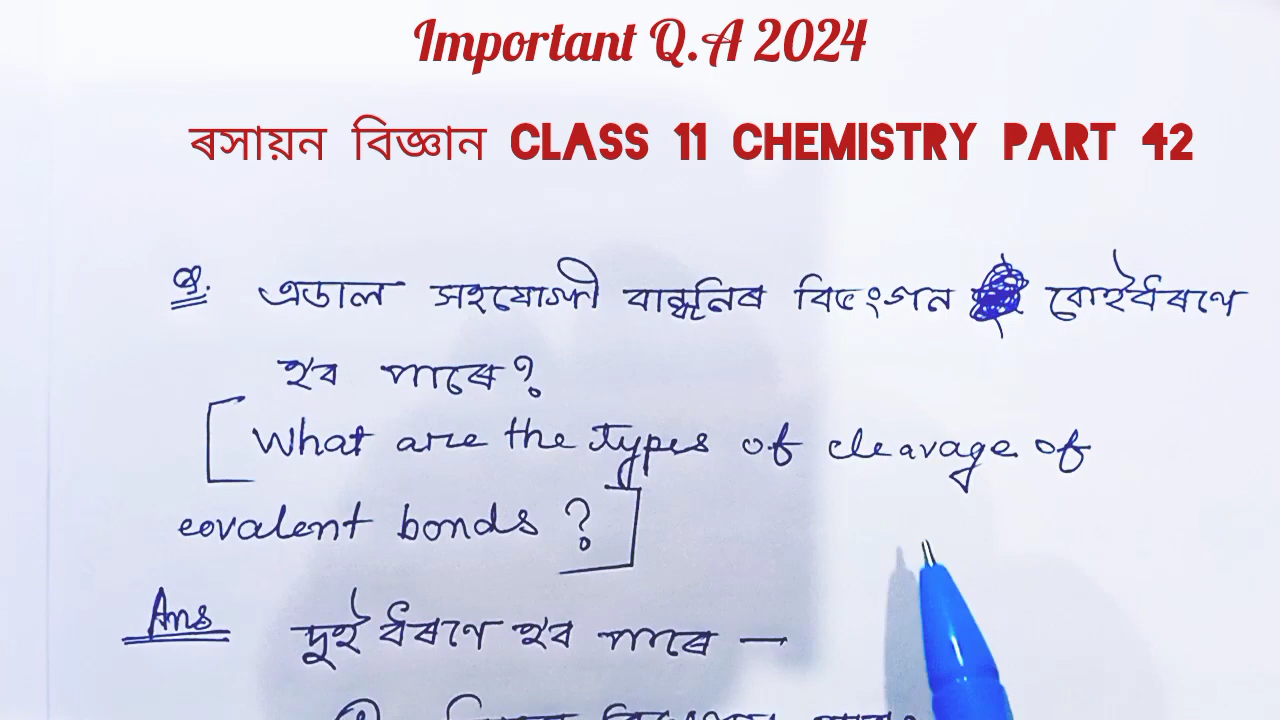 Important Q.A 2024
ৰসায়ন বিজ্ঞান CLASS 11 CHEMISTRY PART 42
Q. এডাল সহযোজী বান্ধনিৰ বিভংগন কেইধৰণে
হ'ব পাৰে?
[What are the types of cleavage of
covalent bonds?]
Ans দুই ধৰণে হ'ব পাৰে —